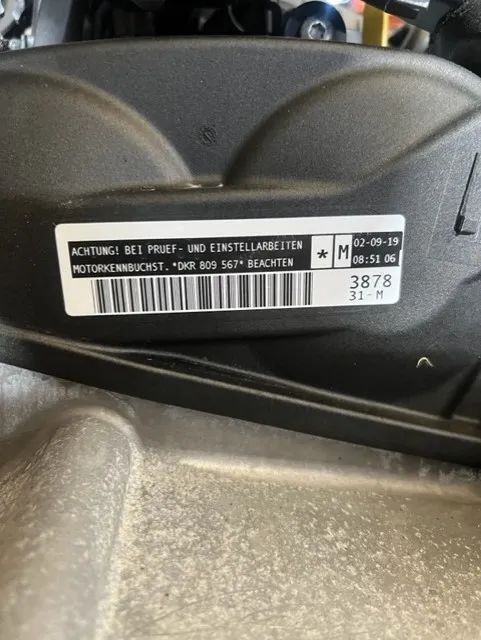 ACHTUNG! BEI PRUEF- UND EINSTELLARBEITEN
MOTORKENNBUCHST. *DKR 809 567* BEACHTEN
* M
02-09-19
08:51 06
3878
31-M